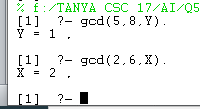 % f:/TANYA CSC 17/AI/Q5
[1]  ?- gcd(5,8,Y).
Y = 1 ,
[1]  ?- gcd(2,6,X).
X = 2 ,
[1]  ?-